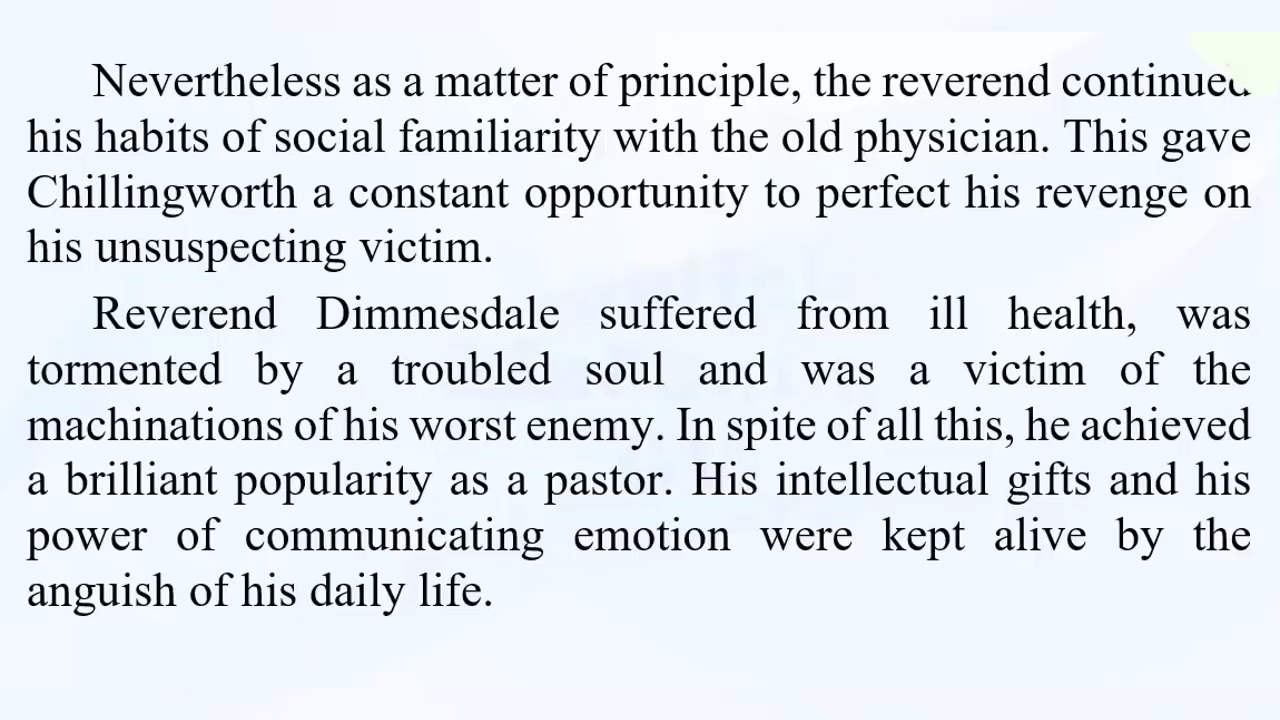 Nevertheless as a matter of principle, the reverend continued
his habits of social familiarity with the old physician. This gave
Chillingworth a constant opportunity to perfect his revenge on
his unsuspecting victim.
Reverend Dimmesdale suffered from ill health, was
tormented by a troubled soul and was a victim of the
machinations of his worst enemy. In spite of all this, he achieved
a brilliant popularity as a pastor. His intellectual gifts and his
power of communicating emotion were kept alive by the
anguish of his daily life.